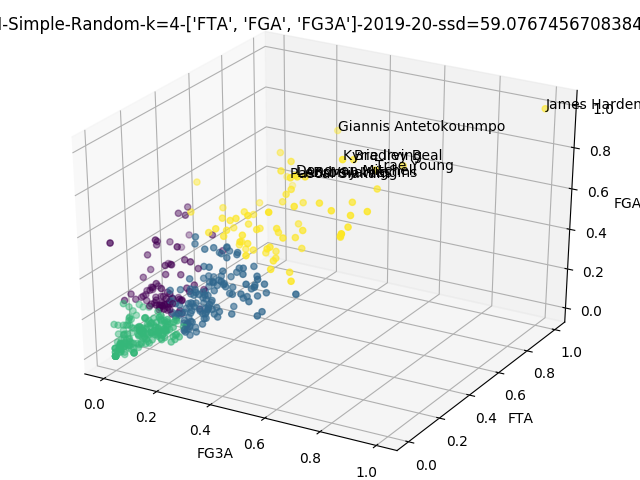 -Simple-Random-k=4-['FTA', 'FGA', 'FG3A']-2019-20-ssd=59.0767456708384
James Harden
Giannis Antetokounmpo
Bradley Beal
Trae Young
1.0
0.8
0.6
0.4
0.2
0.0
FGA
1.0
0.8
0.6
0.4
0.2
0.0
FTA
0.0
0.2
0.4
0.6
0.8
1.0
FG3A